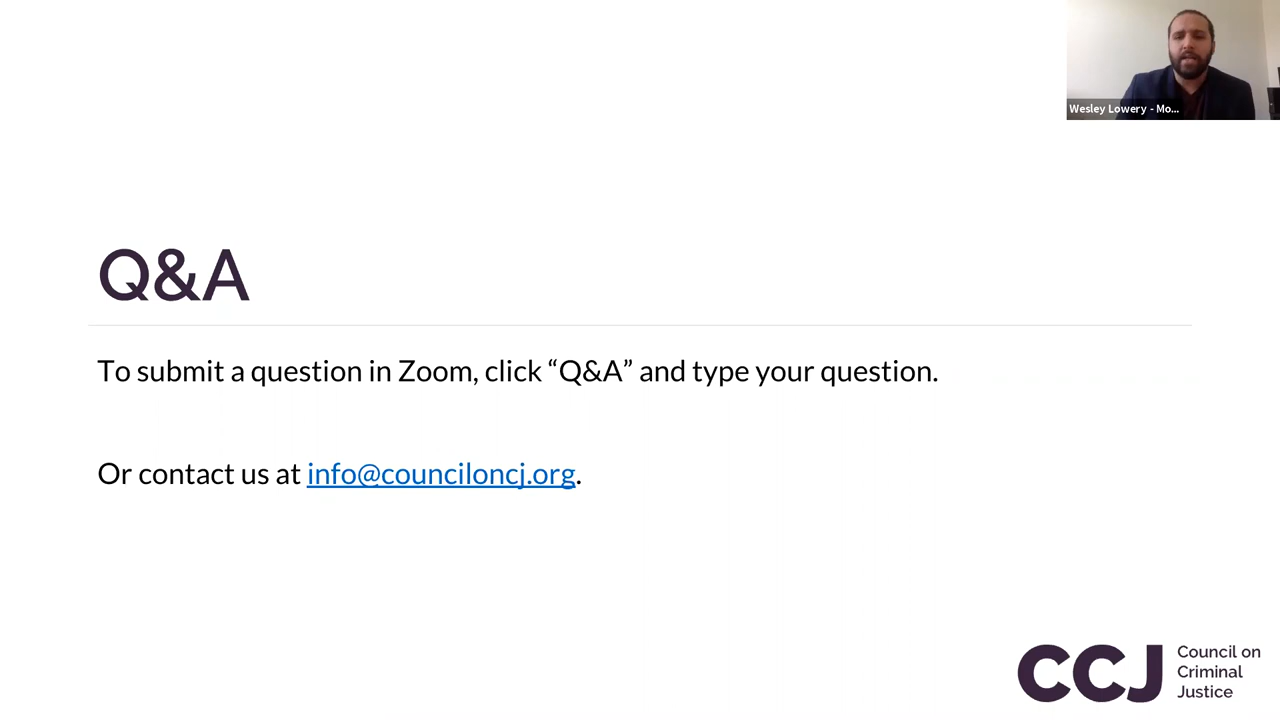 Wesley Lowery - Mo...
Q&A
To submit a question in Zoom, click “Q&A” and type your question.
Or contact us at info@counciloncj.org.
CCJ
Council on
Criminal
Justice